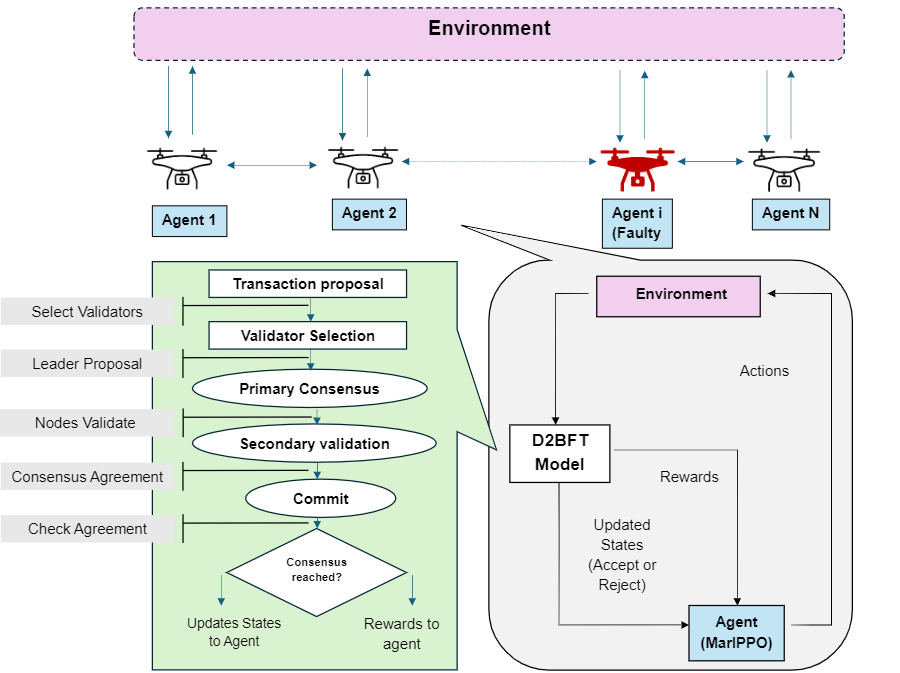 Environment
Agent 1
Agent 2
Agent i
(Faulty
Agent N
Transaction proposal
Select Validators
Validator Selection
Leader Proposal
Primary Consensus
Nodes Validate
Secondary validation
Consensus Agreement
Commit
Check Agreement
Consensus
reached?
Updates States
to Agent
Rewards to
agent
Environment
Actions
D2BFT
Model
Rewards
Updated
States
(Accept or
Reject)
Agent
(MarlPPO)